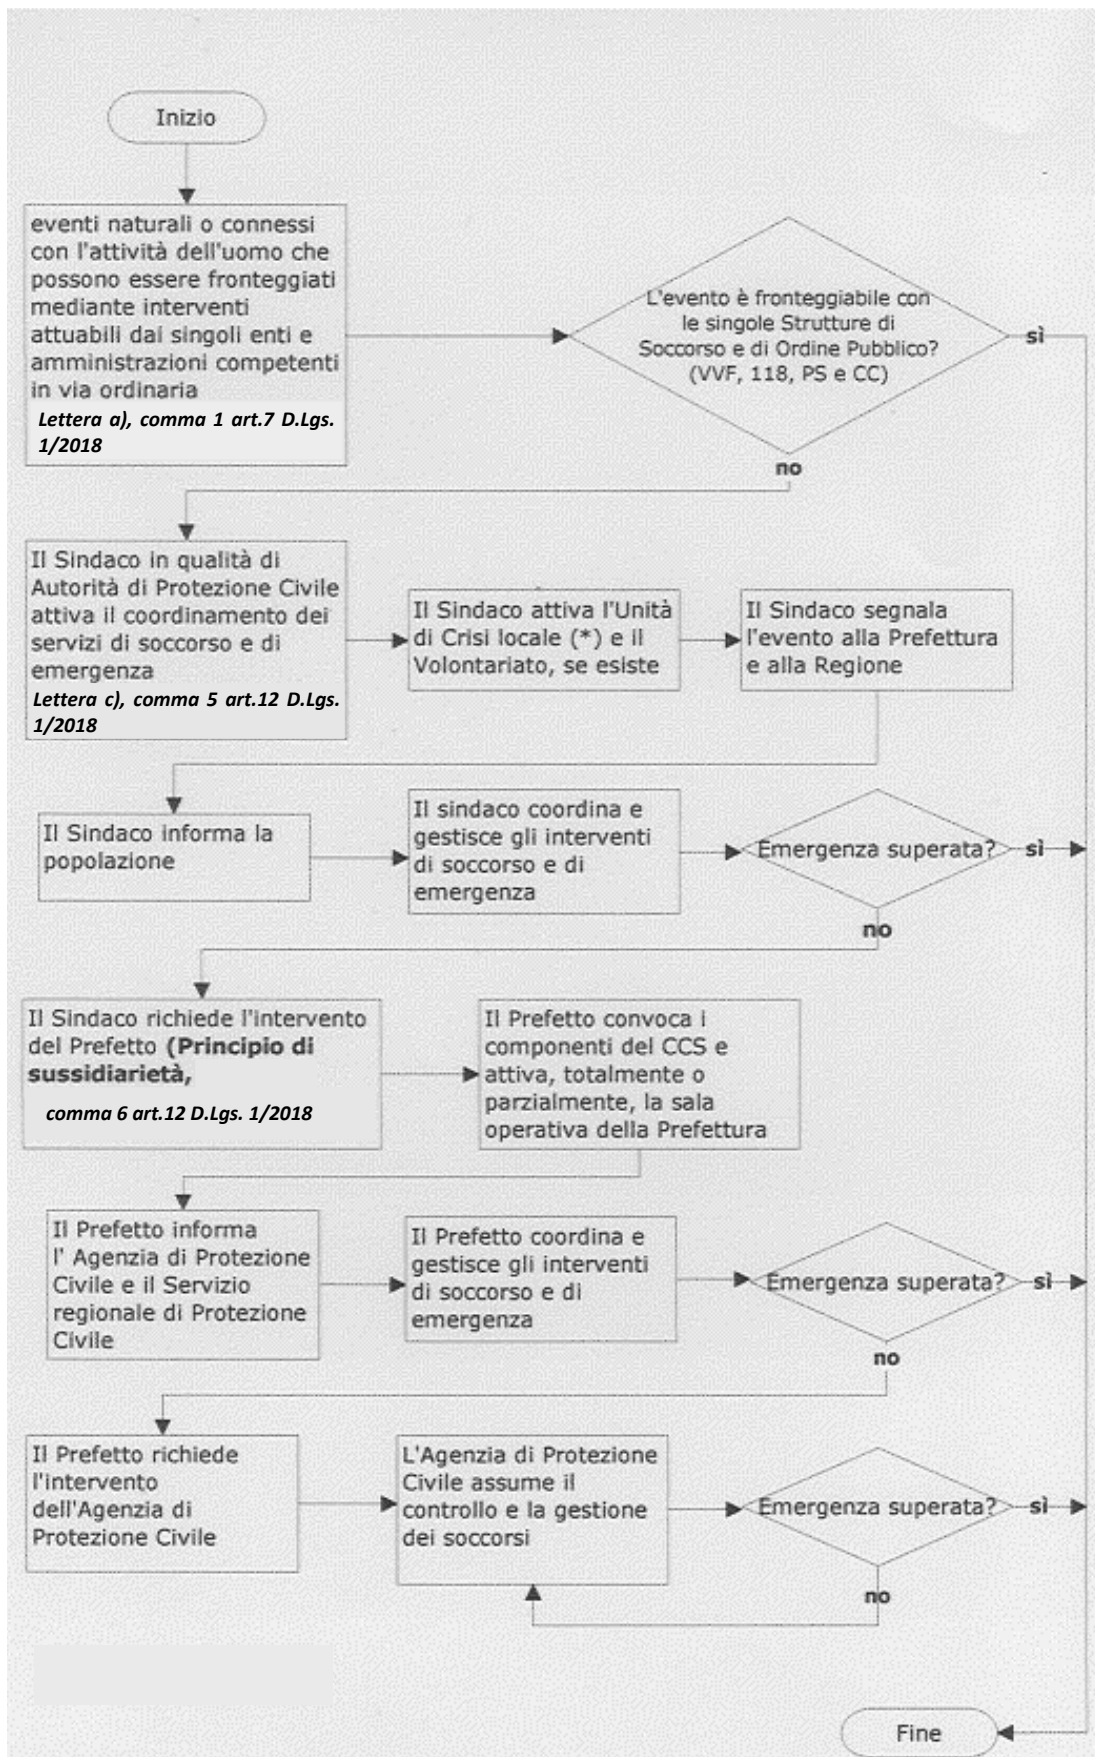 Inizio
eventi naturali o connessi
con l'attività dell'uomo che
possono essere fronteggiati
mediante interventi
attuabili dai singoli enti e
amministrazioni competenti
in via ordinaria
Lettera a), comma 1 art.7 D.Lgs.
1/2018
L'evento è fronteggiabile con
le singole Strutture di
Soccorso e di Ordine Pubblico?
(VVF, 118, PS e CC)
sì
no
Il Sindaco in qualità di
Autorità di Protezione Civile
attiva il coordinamento dei
servizi di soccorso e di
emergenza
Lettera c), comma 5 art.12 D.Lgs.
1/2018
Il Sindaco attiva l'Unità
di Crisi locale (*) e il
Volontariato, se esiste
Il Sindaco segnala
l'evento alla Prefettura
e alla Regione
Il Sindaco informa la
popolazione
Il sindaco coordina e
gestisce gli interventi
di soccorso e di
emergenza
Emergenza superata?
sì
no
Il Sindaco richiede l'intervento
del Prefetto (Principio di
sussidiarietà,
comma 6 art.12 D.Lgs. 1/2018
Il Prefetto convoca i
componenti del CCS e
attiva, totalmente o
parzialmente, la sala
operativa della Prefettura
Il Prefetto informa
l' Agenzia di Protezione
Civile e il Servizio
regionale di Protezione
Civile
Il Prefetto coordina e
gestisce gli interventi
di soccorso e di
emergenza
Emergenza superata?
sì
no
Il Prefetto richiede
l'intervento
dell'Agenzia di
Protezione Civile
L'Agenzia di Protezione
Civile assume il
controllo e la gestione
dei soccorsi
Emergenza superata?
sì
no
Fine